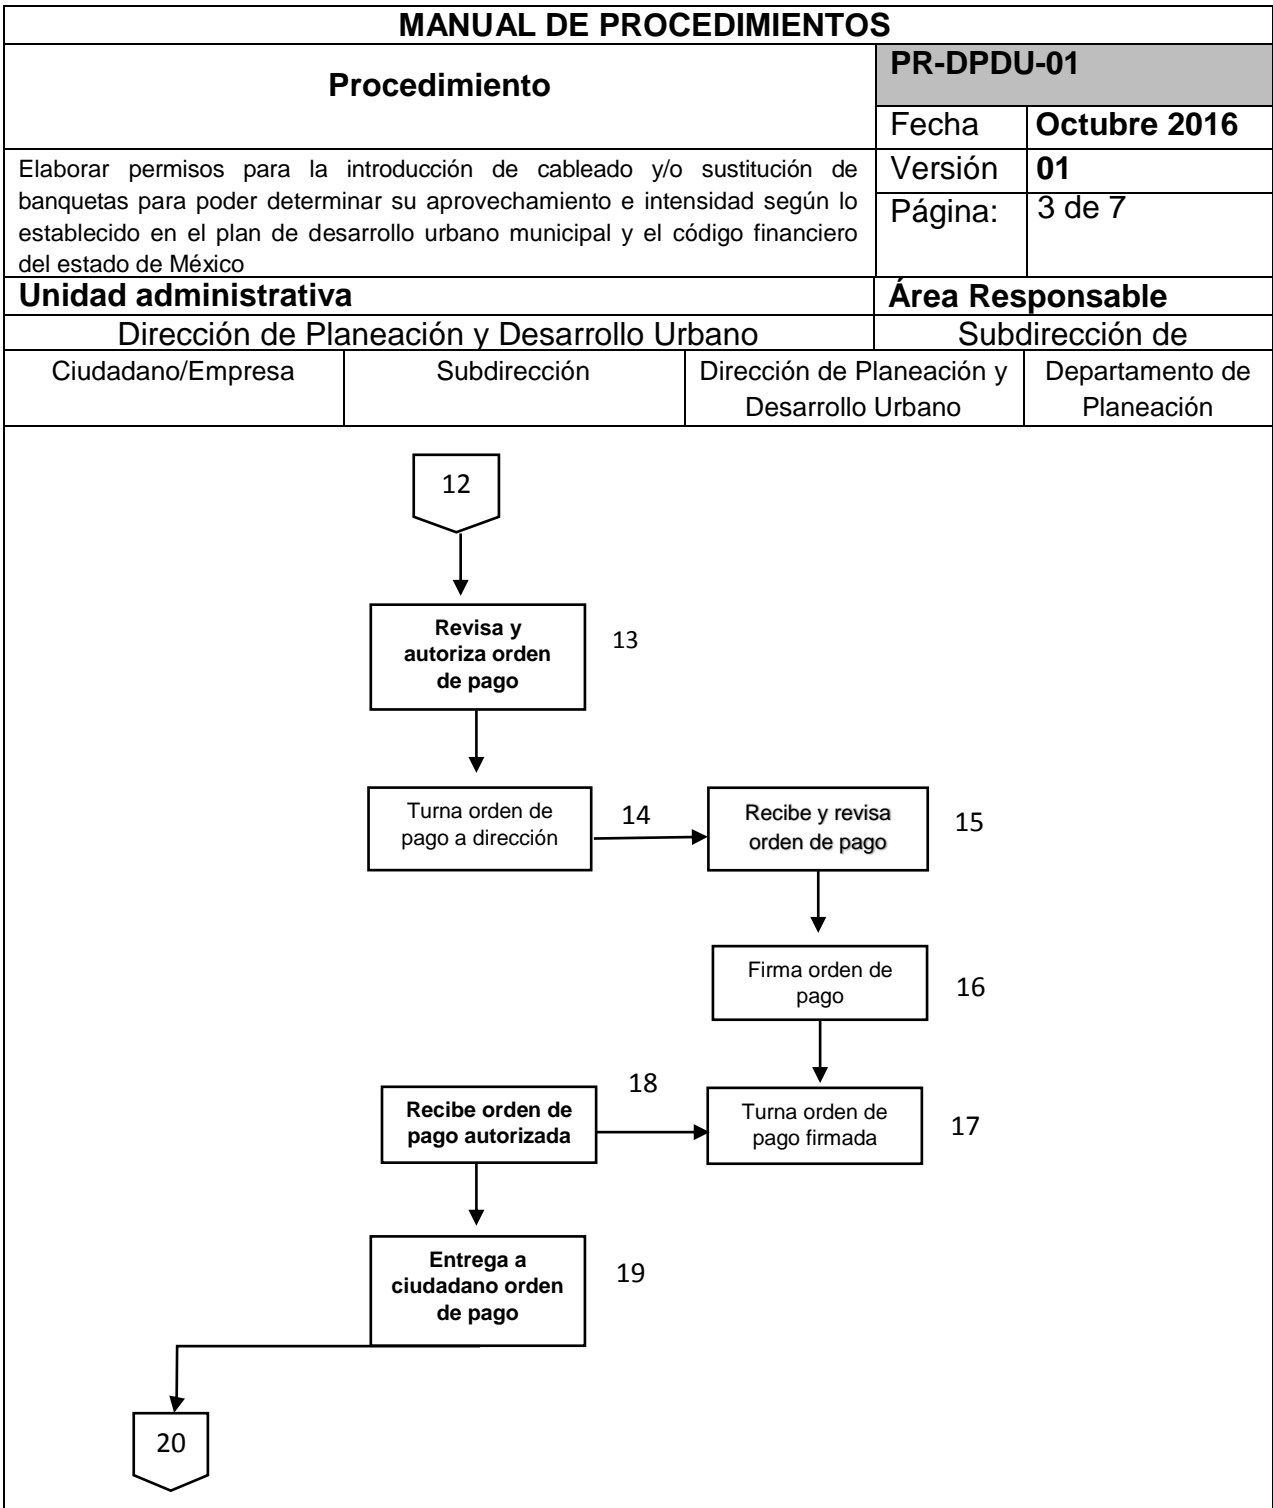 MANUAL DE PROCEDIMIENTOS
Procedimiento
PR-DPDU-01
Fecha
Octubre 2016
Elaborar permisos para la introducción de cableado y/o sustitución de
banquetas para poder determinar su aprovechamiento e intensidad según lo
establecido en el plan de desarrollo urbano municipal y el código financiero
del estado de México
Versión
01
Página:
3 de 7
Unidad administrativa
Área Responsable
Dirección de Planeación y Desarrollo Urbano
Subdirección de
Ciudadano/Empresa
Subdirección
Dirección de Planeación y
Desarrollo Urbano
Departamento de
Planeación
12
Revisa y
autoriza orden
de pago
13
Turna orden de
pago a dirección
14
Recibe y revisa
orden de pago
15
Firma orden de
pago
16
18
Recibe orden de
pago autorizada
Turna orden de
pago firmada
17
Entrega a
ciudadano orden
de pago
19
20